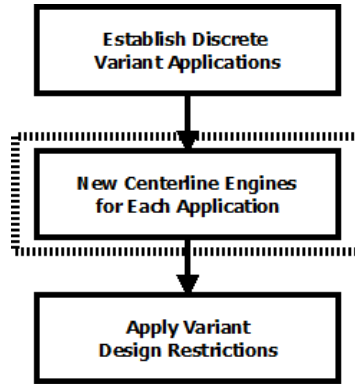 Establish Discrete
Variant Applications
New Centerline Engines
for Each Application
Apply Variant
Design Restrictions